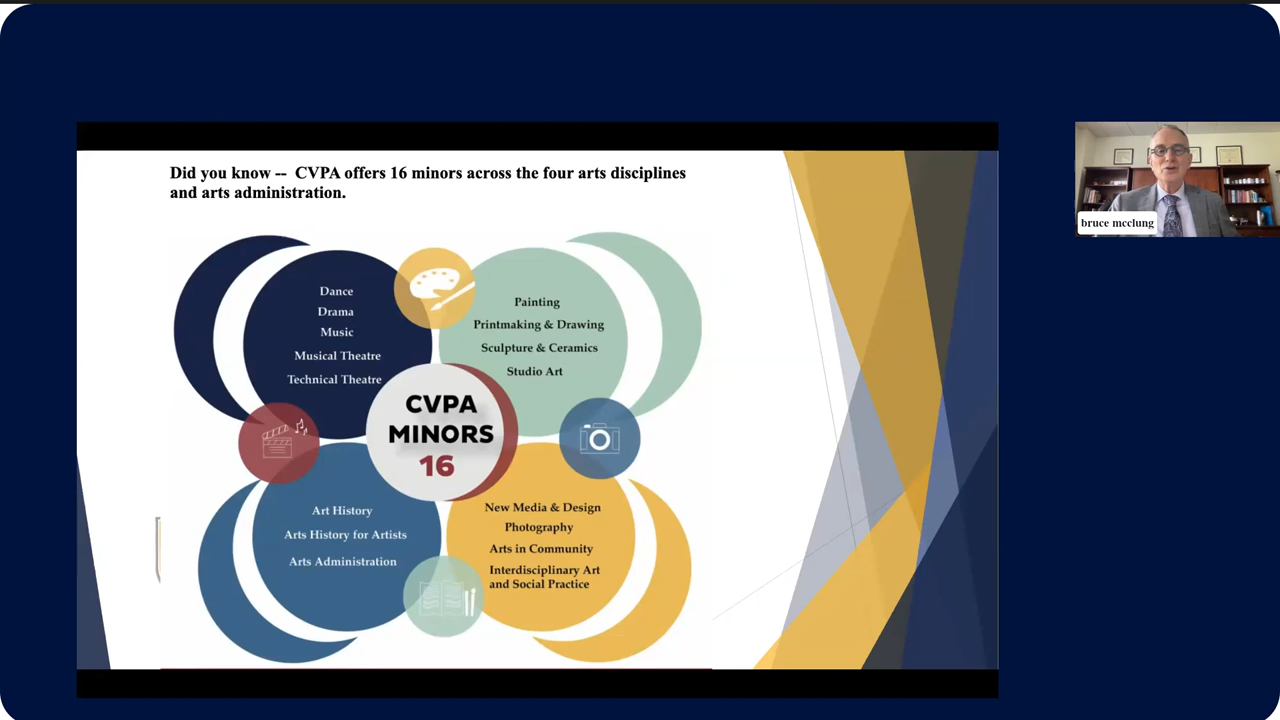 Did you know -- CVPA offers 16 minors across the four arts disciplines
and arts administration.
Dance
Drama
Music
Musical Theatre
Technical Theatre
Painting
Printmaking & Drawing
Sculpture & Ceramics
Studio Art
CVPA
MINORS
16
Art History
Arts History for Artists
Arts Administration
New Media & Design
Photography
Arts in Community
Interdisciplinary Art
and Social Practice
bruce mcclung